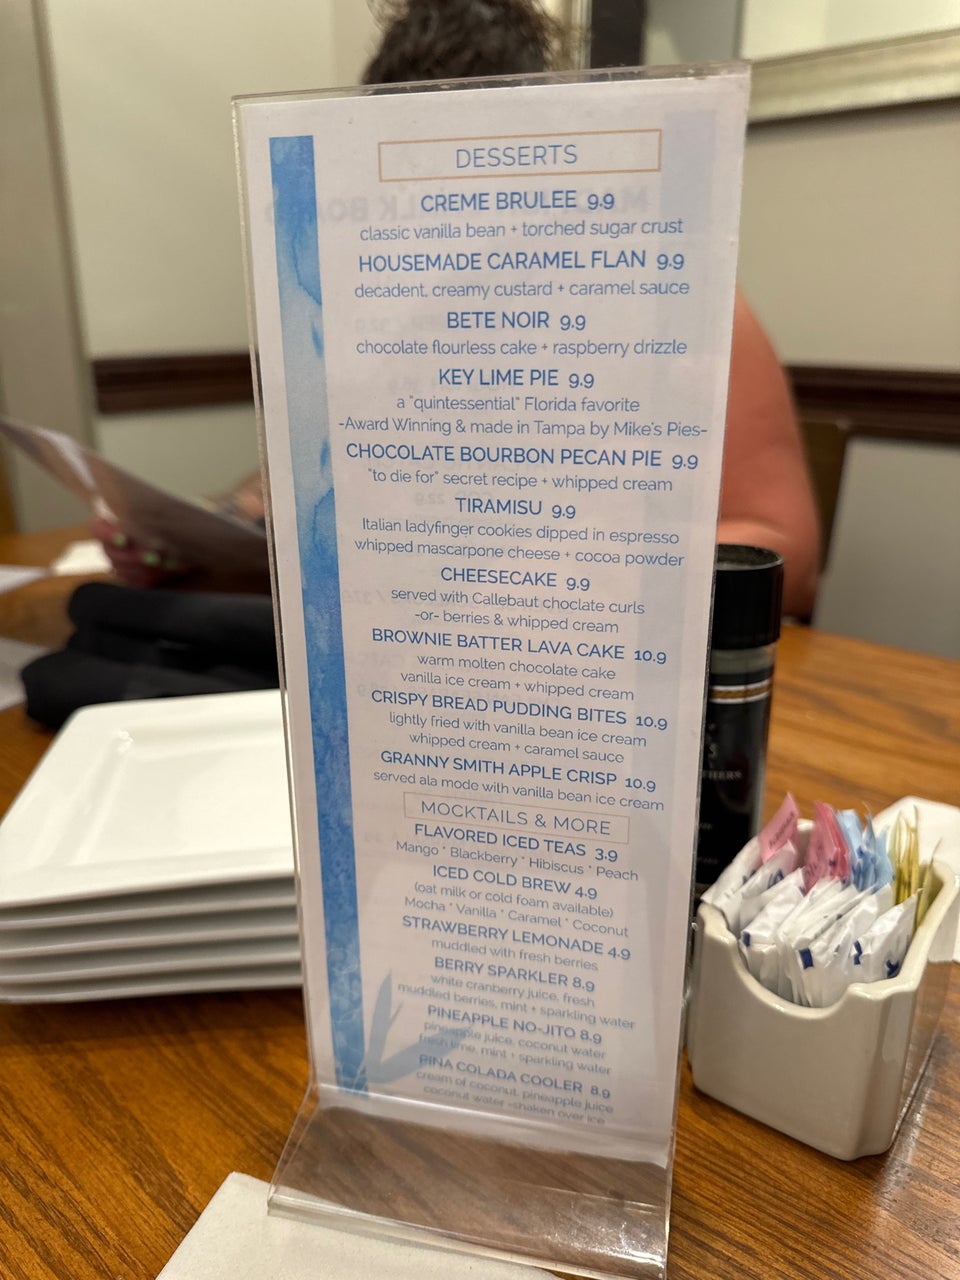 DESSERTS
CREME BRULEE 9.9
classic vanilla bean + torched sugar crust
HOUSEMADE CARAMEL FLAN 9.9
decadent, creamy custard + caramel sauce
BETE NOIR 9.9
chocolate flourless cake + raspberry drizzle
KEY LIME PIE 9.9
a "quintessential" Florida favorite
-Award Winning & made in Tampa by Mike's Pies-
CHOCOLATE BOURBON PECAN PIE 9.9
"to die for" secret recipe + whipped cream
TIRAMISU 9.9
Italian ladyfinger cookies dipped in espresso
whipped mascarpone cheese + cocoa powder
CHEESECAKE 9.9
served with Callebaut choclate curls
-or- berries & whipped cream
BROWNIE BATTER LAVA CAKE 10.9
warm molten chocolate cake
vanilla ice cream + whipped cream
CRISPY BREAD PUDDING BITES 10.9
lightly fried with vanilla bean ice cream
whipped cream + caramel sauce
GRANNY SMITH APPLE CRISP 10.9
served ala mode with vanilla bean ice cream
MOCKTAILS & MORE
FLAVORED ICED TEAS 3.9
Mango * Blackberry * Hibiscus * Peach
ICED COLD BREW 4.9
(oat milk or cold foam available)
Mocha * Vanilla * Caramel * Coconut
STRAWBERRY LEMONADE 4.9
muddled with fresh berries
BERRY SPARKLER 8.9
white cranberry juice, fresh
muddled berries, mint + sparkling water
PINEAPPLE NO-JITO 8.9
pineapple juice, coconut water
fresh lime, mint + sparkling water
PINA COLADA COOLER 8.9
cream of coconut, pineapple juice
coconut water -shaken over ice